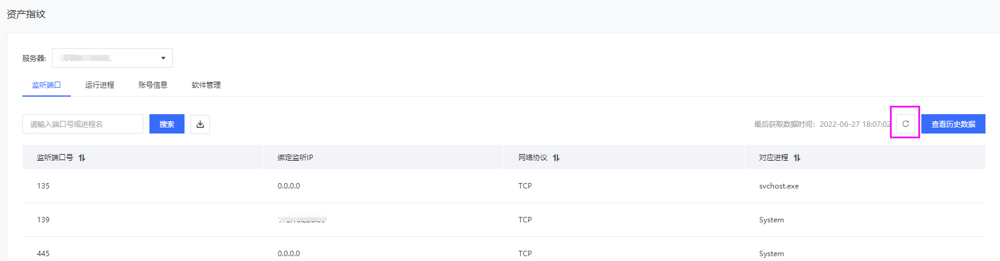 资产指纹
服务器:
监听端口 运行进程 账号信息 软件管理
请输入端口号或进程名 搜索 最后获取数据时间：2022-06-27 18:07:02 查看历史数据
监听端口号 绑定监听IP 网络协议 对应进程
135 0.0.0.0 TCP svchost.exe
139 TCP System
445 0.0.0.0 TCP System